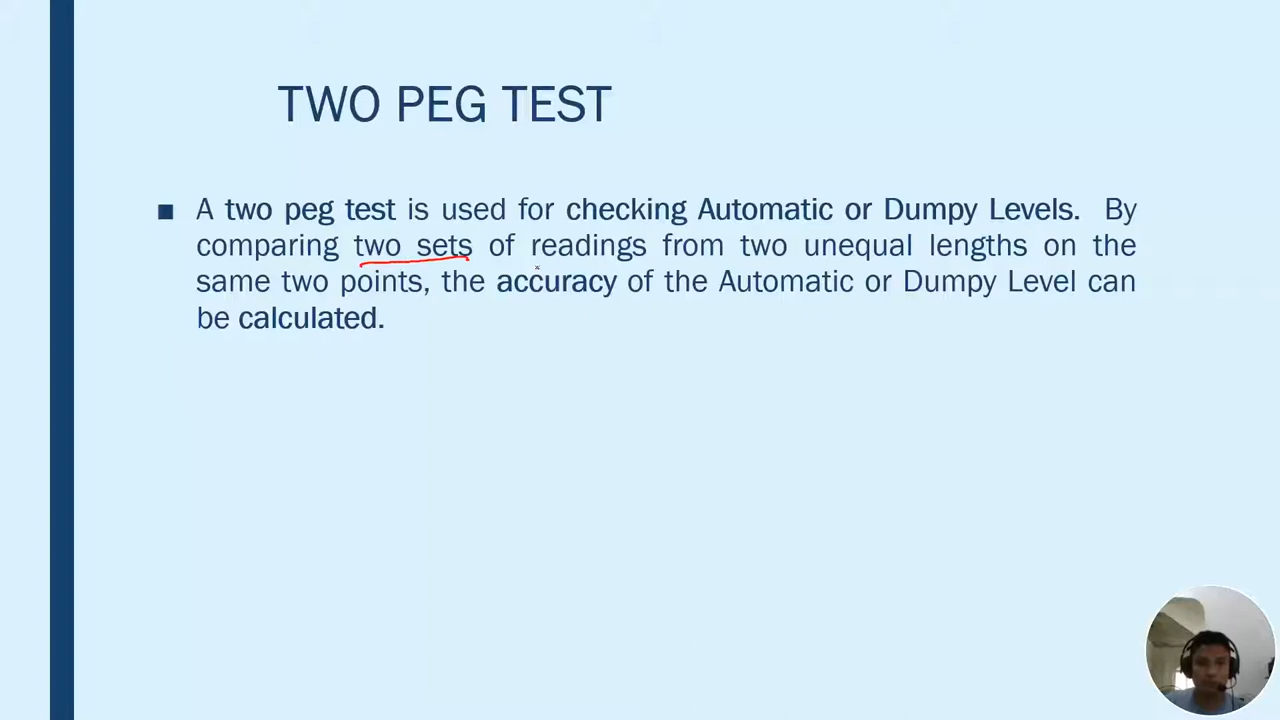 TWO PEG TEST
■ A two peg test is used for checking Automatic or Dumpy Levels. By
comparing two sets of readings from two unequal lengths on the
same two points, the accuracy of the Automatic or Dumpy Level can
be calculated.